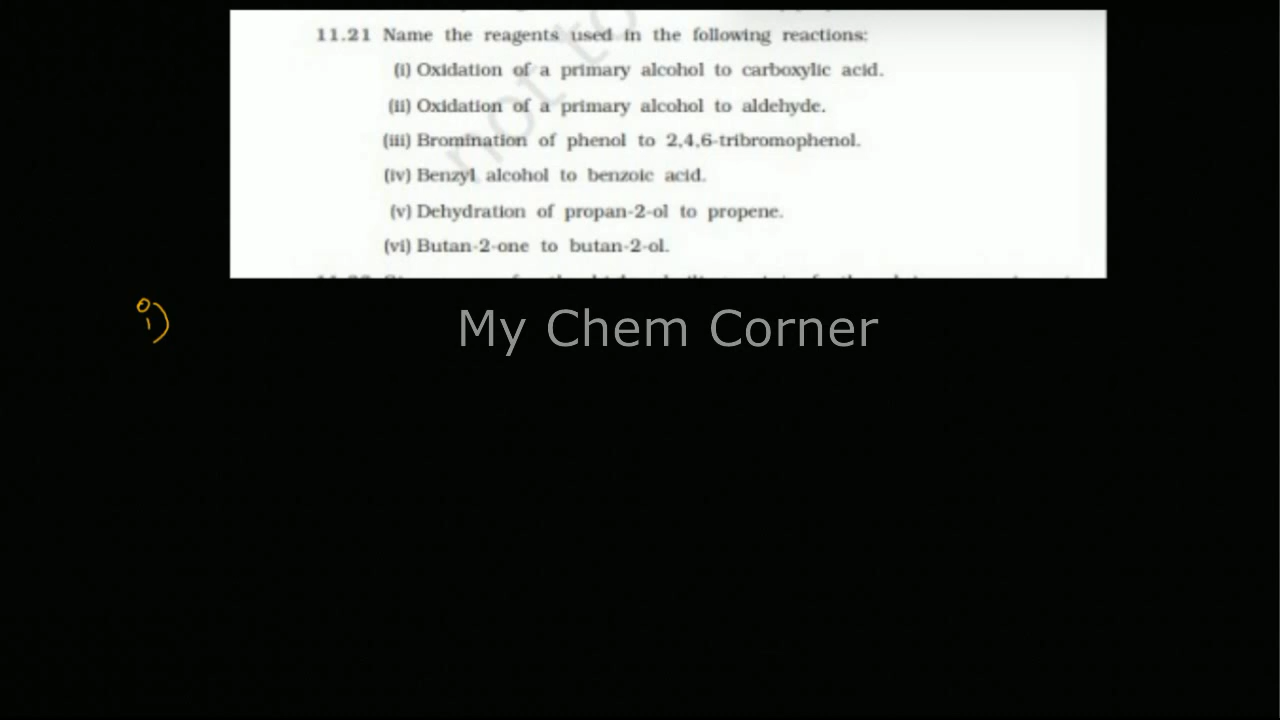 not to
11.21 Name the reagents used in the following reactions:
(i) Oxidation of a primary alcohol to carboxylic acid.
(ii) Oxidation of a primary alcohol to aldehyde.
(iii) Bromination of phenol to 2,4,6-tribromophenol.
(iv) Benzyl alcohol to benzoic acid.
(v) Dehydration of propan-2-ol to propene.
(vi) Butan-2-one to butan-2-ol.
i)
My Chem Corner